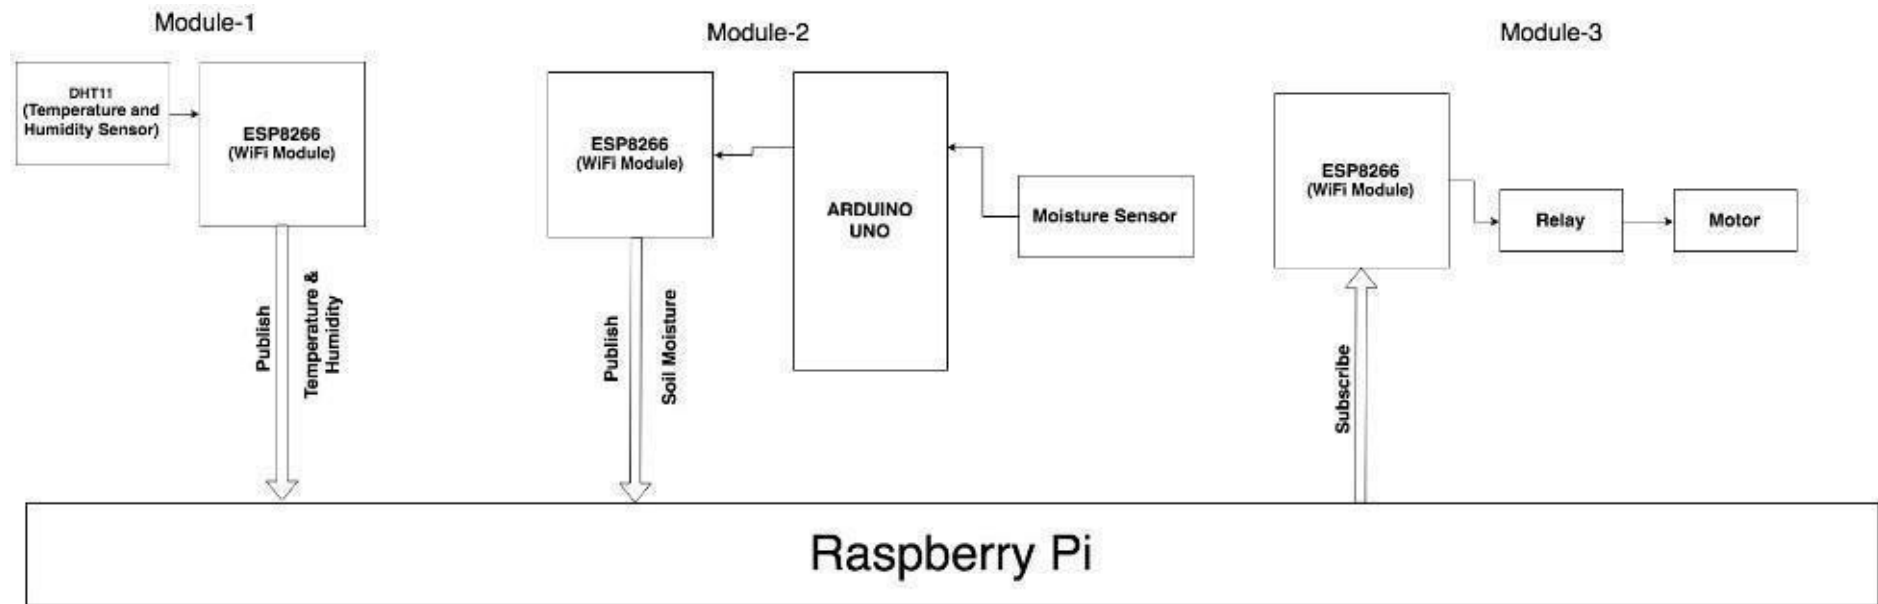 Module-1
DHT11
(Temperature and
Humidity Sensor)
ESP8266
(WiFi Module)
Publish
Temperature &
Humidity
Module-2
ESP8266
(WiFi Module)
ARDUINO
UNO
Moisture Sensor
Publish
Soil Moisture
Module-3
ESP8266
(WiFi Module)
Relay
Motor
Subscribe
Raspberry Pi